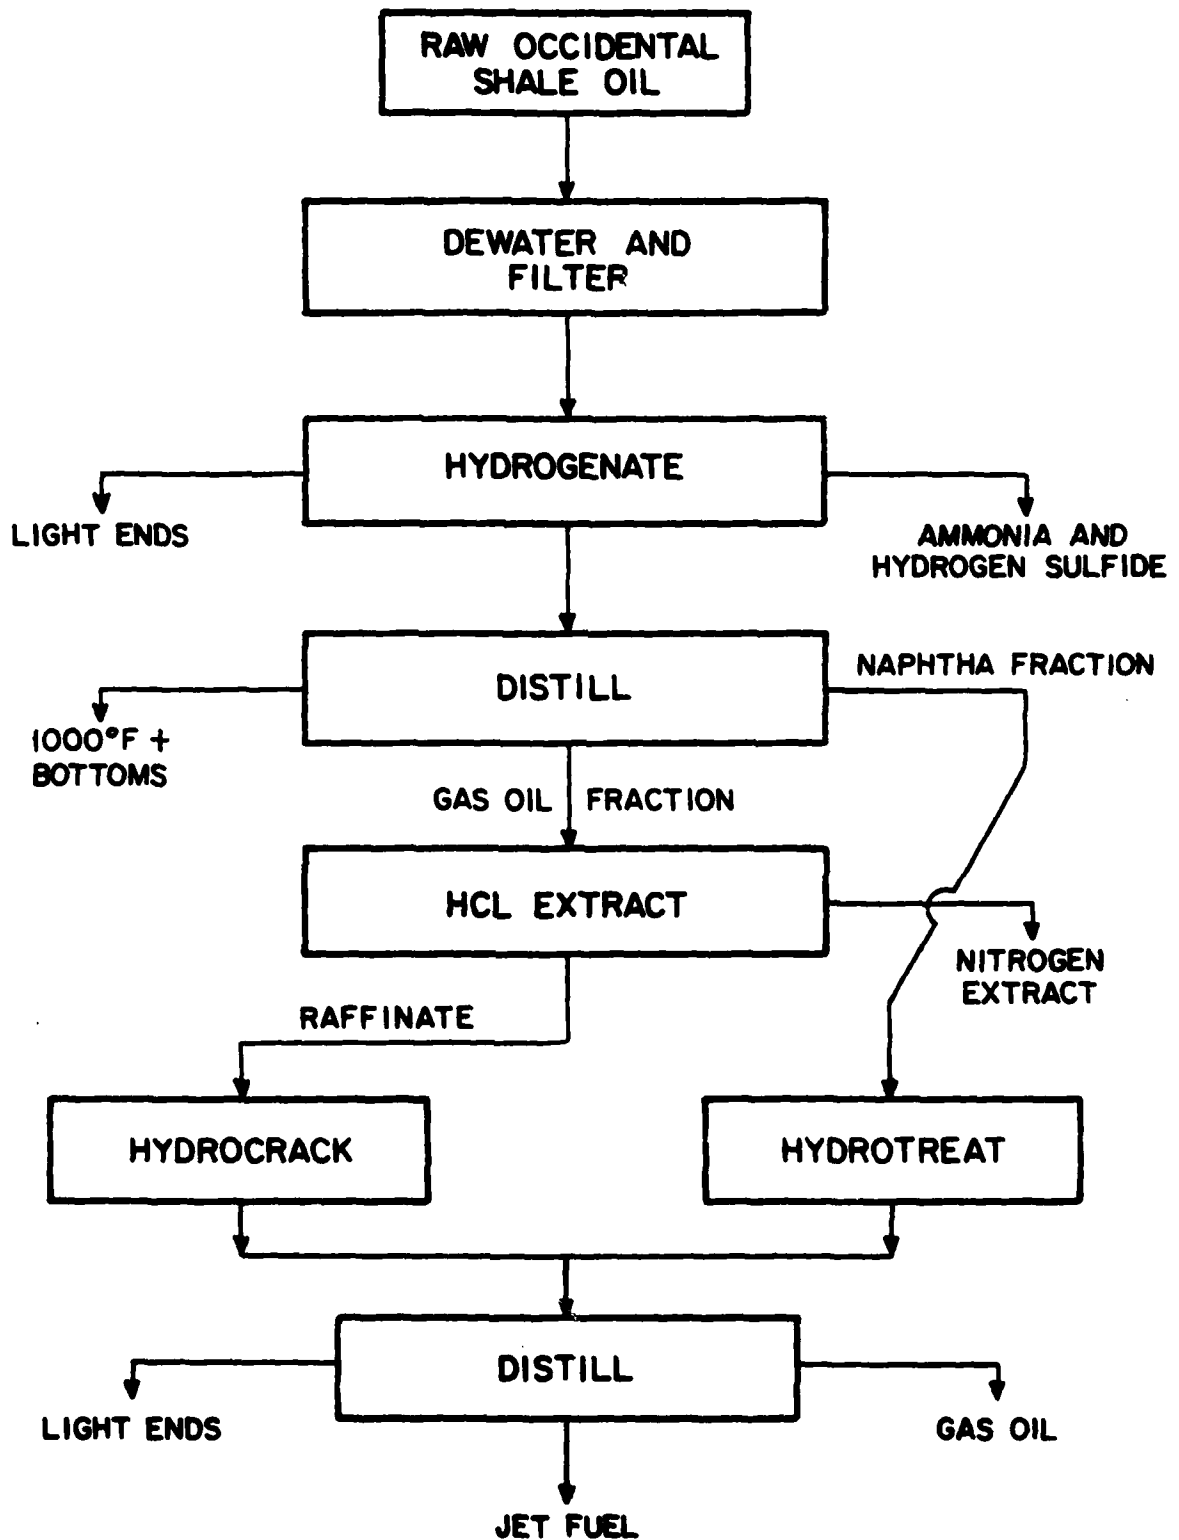 RAW OCCIDENTAL
SHALE OIL
DEWATER AND
FILTER
HYDROGENATE
LIGHT ENDS
AMMONIA AND
HYDROGEN SULFIDE
DISTILL
NAPHTHA FRACTION
1000°F +
BOTTOMS
GAS OIL FRACTION
HCL EXTRACT
NITROGEN
EXTRACT
RAFFINATE
HYDROCRACK
HYDROTREAT
DISTILL
LIGHT ENDS
GAS OIL
JET FUEL